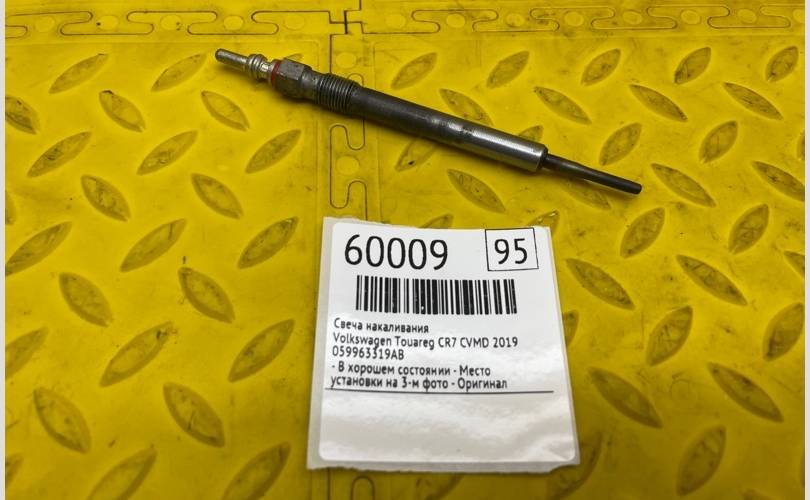 60009 95
Свеча накаливания
Volkswagen Touareg CR7 CVMD 2019
059963319AB
- В хорошем состоянии - Место
установки на 3-м фото - Оригинал